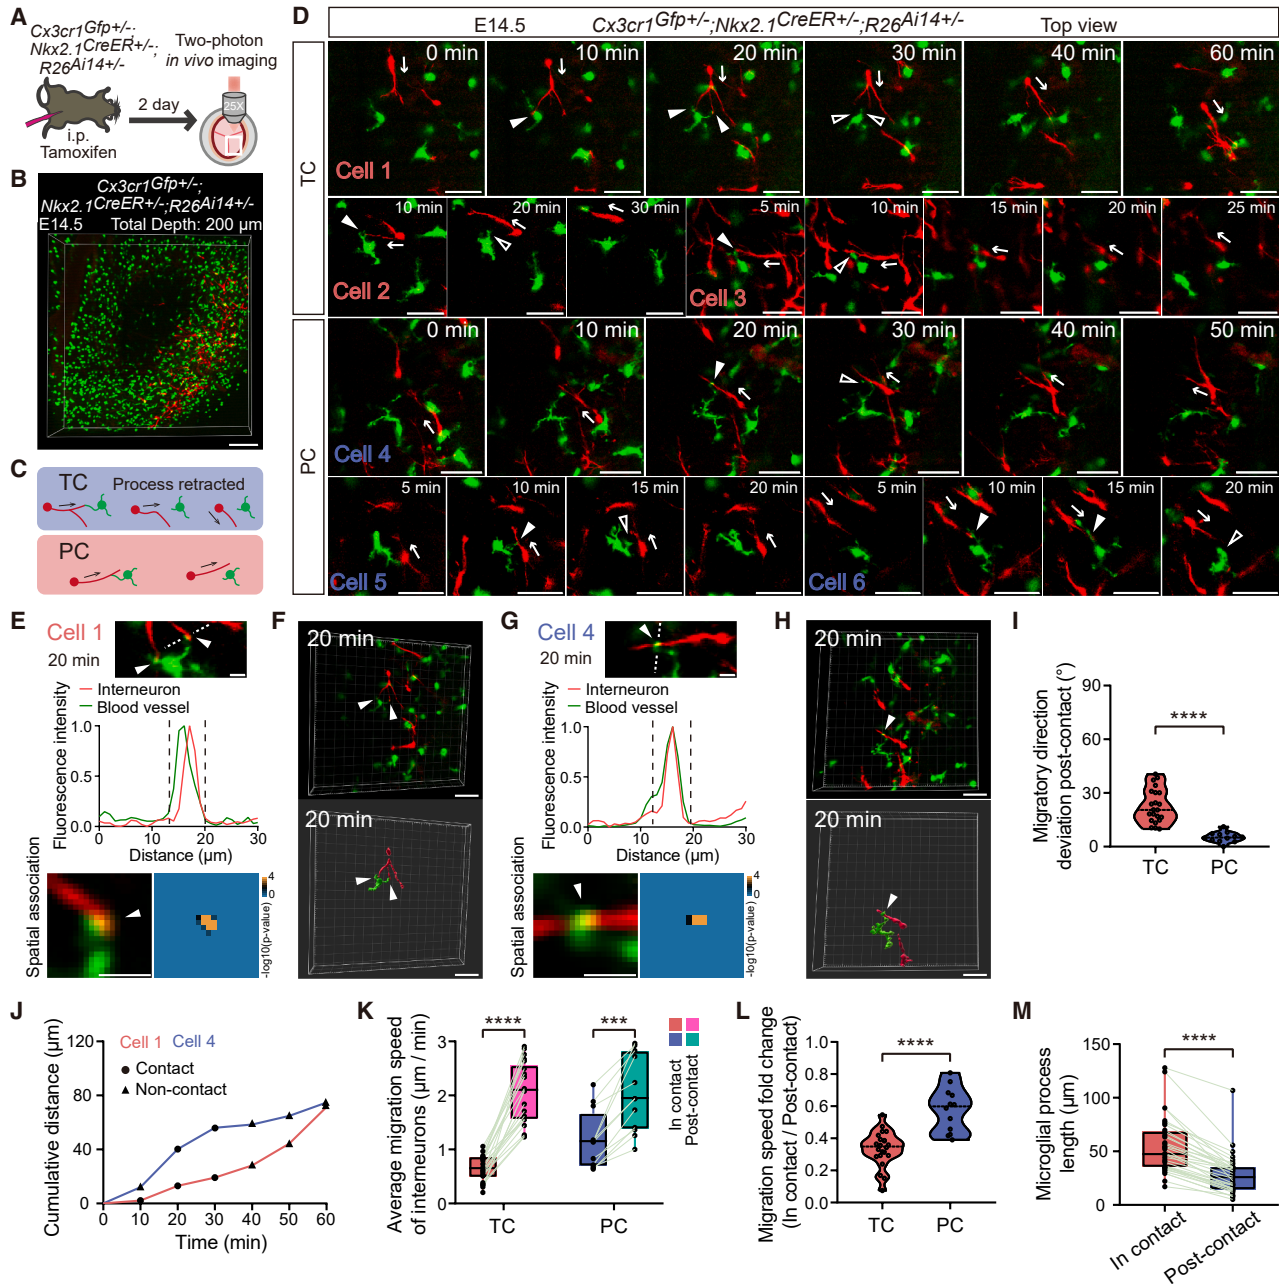 A
Cx3cr1Gfp+/-;
Nkx2.1CreER+/-;
R26Ai14+/-
Two-photon
in vivo imaging
2 day
25X
i.p.
Tamoxifen
B
Cx3cr1Gfp+/-;
Nkx2.1CreER+/-;R26Ai14+/-
E14.5 Total Depth: 200 μm
C
TC Process retracted
PC
D
E14.5 Cx3cr1Gfp+/-;Nkx2.1CreER+/-;R26Ai14+/- Top view
TC
0 min 10 min 20 min 30 min 40 min 60 min
Cell 1
10 min 20 min 30 min 5 min 10 min 15 min 20 min 25 min
Cell 2 Cell 3
PC
0 min 10 min 20 min 30 min 40 min 50 min
Cell 4
5 min 10 min 15 min 20 min 5 min 10 min 15 min 20 min
Cell 5 Cell 6
E
Cell 1
20 min
Interneuron
Blood vessel
Fluorescence intensity
1.0
0.5
0.0
0 10 20 30
Distance (μm)
Spatial association
4
0
-log10(p-value)
F
20 min
20 min
G
Cell 4
20 min
Interneuron
Blood vessel
Fluorescence intensity
1.0
0.5
0.0
0 10 20 30
Distance (μm)
Spatial association
4
0
-log10(p-value)
H
20 min
20 min
I
Migratory direction
deviation post-contact (°)
90
60
30
0
****
TC PC
J
Cumulative distance (μm)
120
80
40
0
Cell 1 Cell 4
Contact
Non-contact
0 10 20 30 40 50 60
Time (min)
K
Average migration speed
of interneurons (μm / min)
3
2
1
0
**** ***
TC PC
In contact
Post-contact
L
Migration speed fold change
(In contact / Post-contact)
1.0
0.8
0.6
0.4
0.2
0.0
****
TC PC
M
Microglial process
length (μm)
150
100
50
0
****
In contact
Post-contact